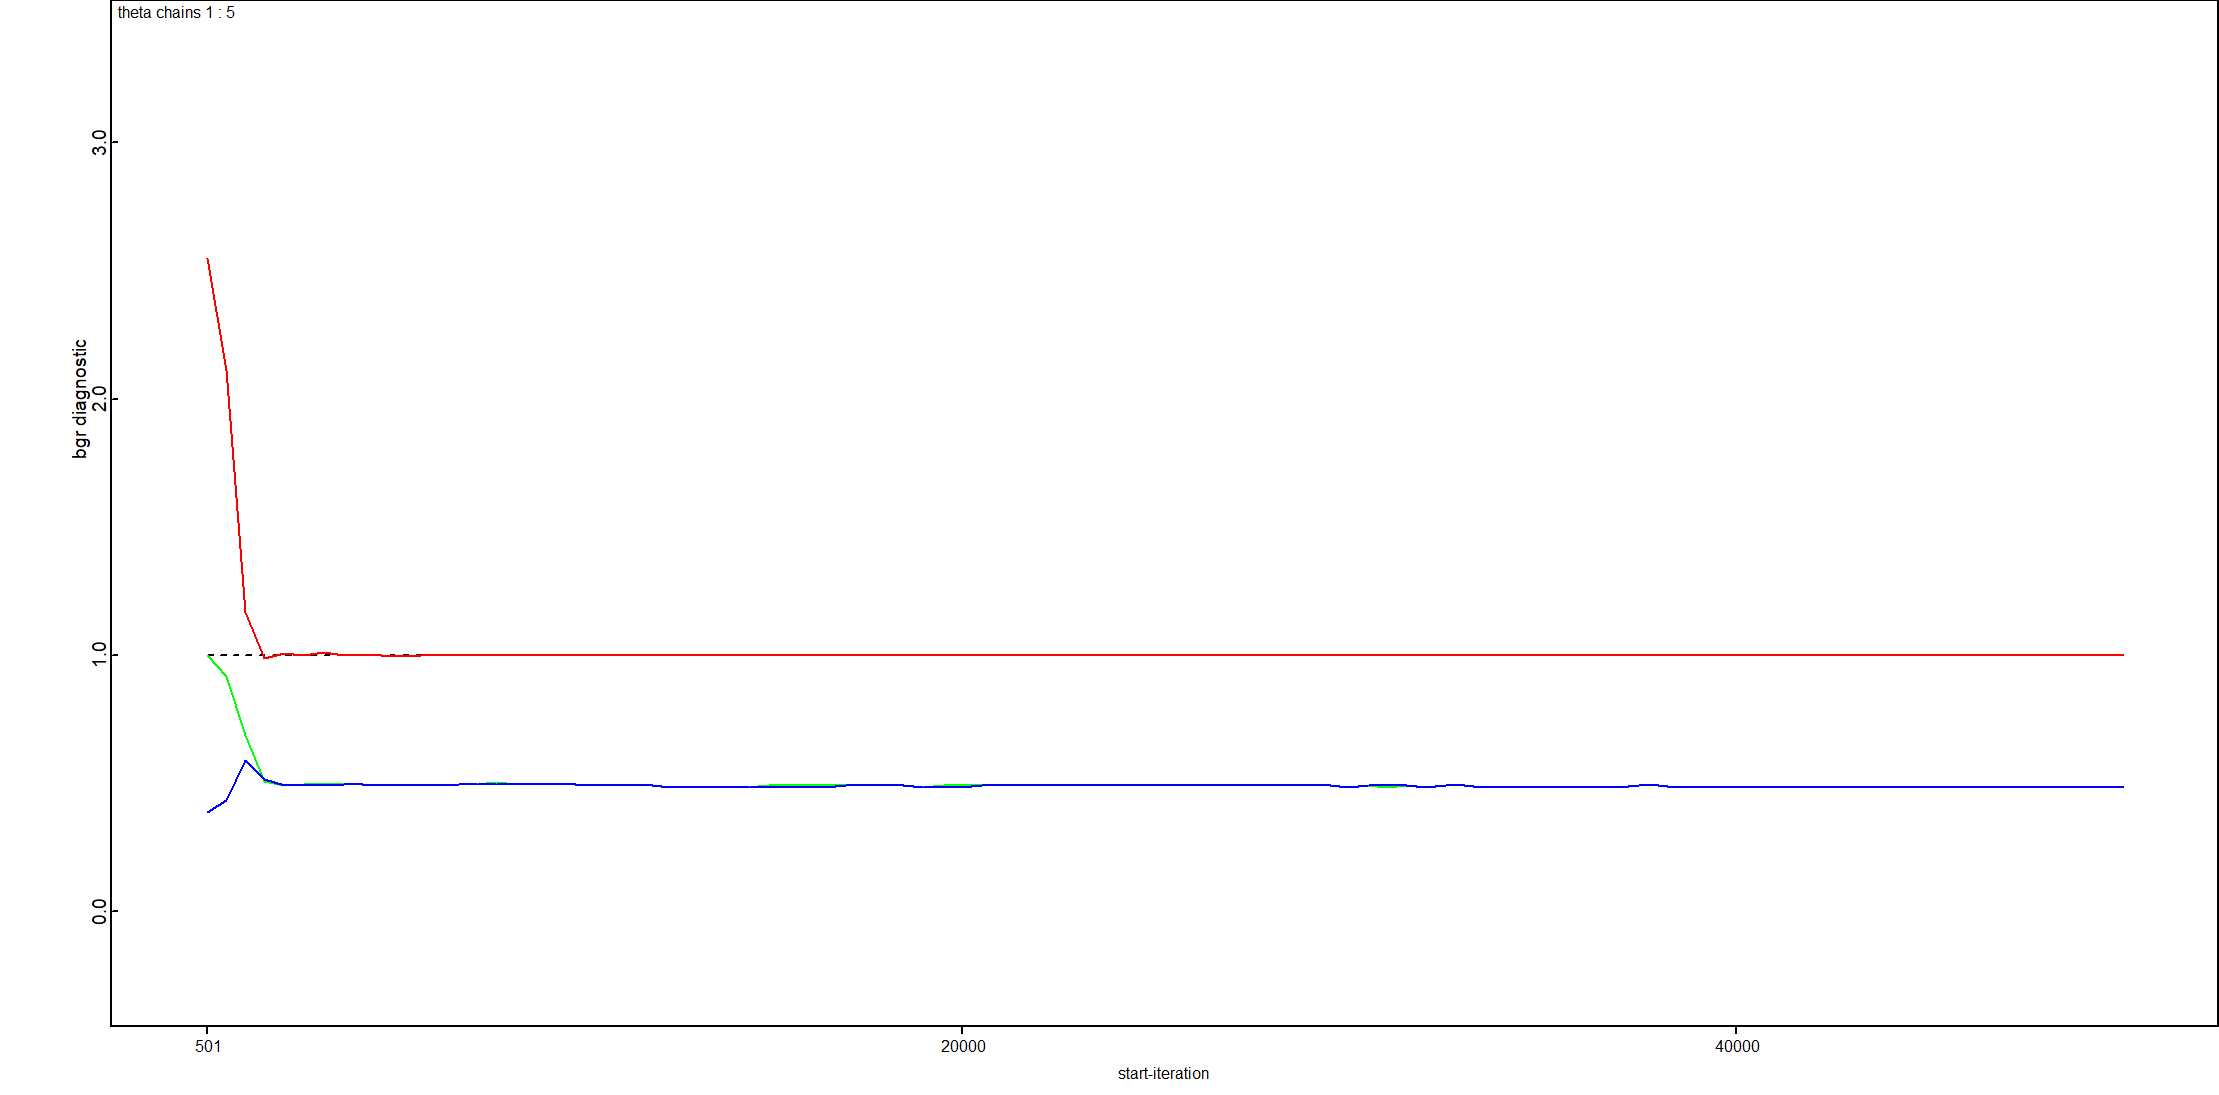 theta chains 1 : 5
3.0
2.0
1.0
0.0
bgr diagnostic
501
20000
40000
start-iteration